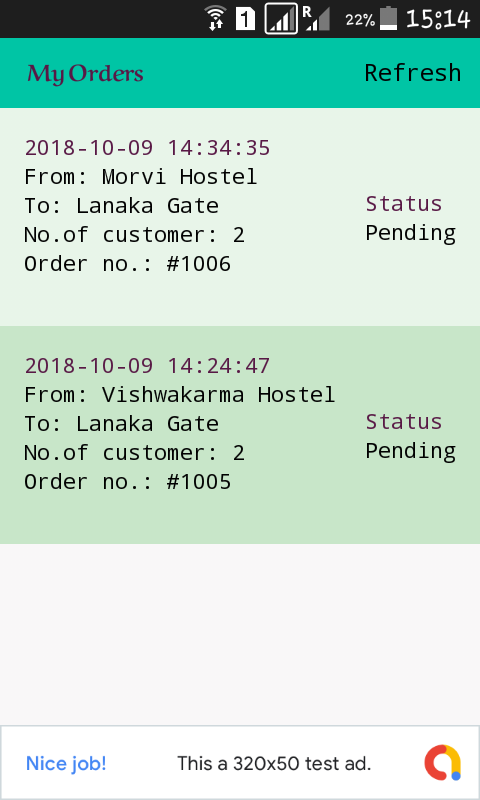 1 R 22% 15:14
My Orders Refresh
2018-10-09 14:34:35
From: Morvi Hostel
To: Lanaka Gate
No.of customer: 2
Order no.: #1006
Status
Pending
2018-10-09 14:24:47
From: Vishwakarma Hostel
To: Lanaka Gate
No.of customer: 2
Order no.: #1005
Status
Pending
Nice job! This a 320x50 test ad.